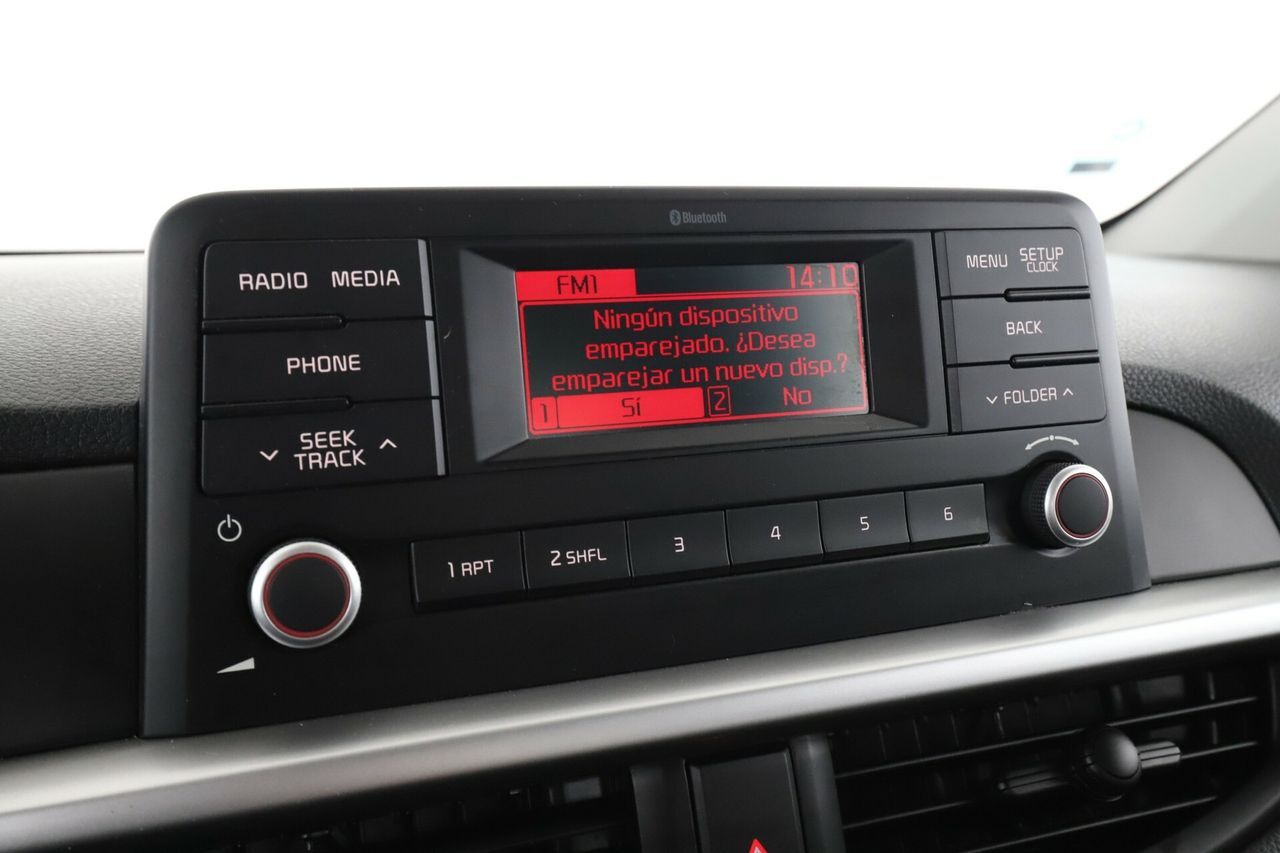 Bluetooth
RADIO MEDIA
PHONE
SEEK
TRACK
FM1 14:10
Ningún dispositivo
emparejado. ¿Desea
emparejar un nuevo disp.?
1 Sí 2 No
MENU SETUP
CLOCK
BACK
FOLDER
1 RPT 2 SHFL 3 4 5 6